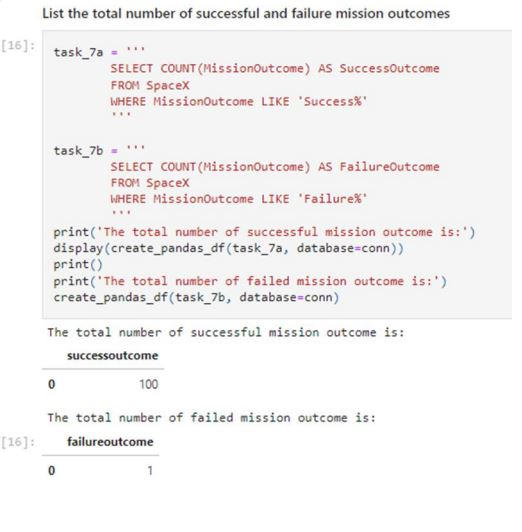 List the total number of successful and failure mission outcomes
[16]:
task_7a = '''
SELECT COUNT(MissionOutcome) AS SuccessOutcome
FROM SpaceX
WHERE MissionOutcome LIKE 'Success%'
'''
task_7b = '''
SELECT COUNT(MissionOutcome) AS FailureOutcome
FROM SpaceX
WHERE MissionOutcome LIKE 'Failure%'
'''
print('The total number of successful mission outcome is:')
display(create_pandas_df(task_7a, database=conn))
print()
print('The total number of failed mission outcome is:')
create_pandas_df(task_7b, database=conn)
The total number of successful mission outcome is:
successoutcome
0 100
The total number of failed mission outcome is:
[16]:
failureoutcome
0 1